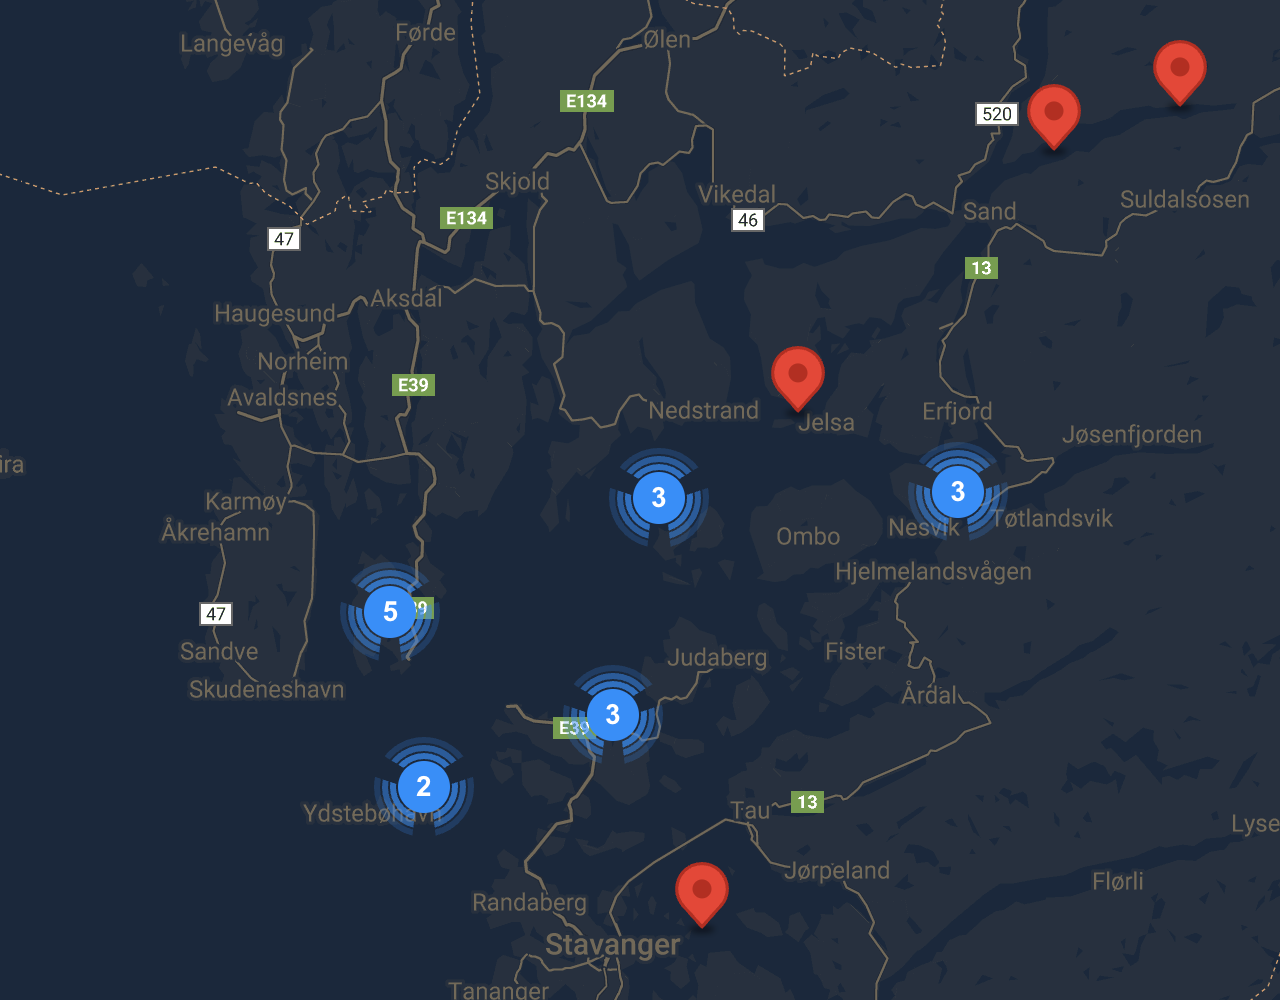 Førde
Ølen
Langevåg
E134
520
Skjold
Vikedal
Suldalsosen
E134
46
Sand
47
13
Aksdal
Haugesund
Norheim
E39
Avaldsnes
Nedstrand
Erfjord
Jelsa
Jøsenfjorden
ira
3
3
Karmøy
Tøtlandsvik
Åkrehamn
Nesvik
Ombo
Hjelmelandsvågen
5
39
47
Sandve
Judaberg
Fister
Skudeneshavn
Årdal
3
E39
2
13
Ydstebøhavn
Tau
Lyse
Jørpeland
Flørli
Randaberg
Stavanger
Tananger